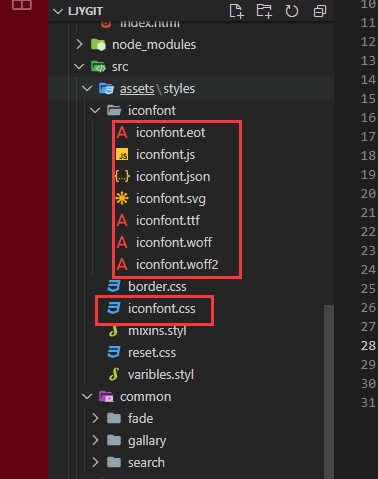 LJYGIT
index.html
node_modules
src
assets\styles
iconfont
iconfont.eot
iconfont.js
iconfont.json
iconfont.svg
iconfont.ttf
iconfont.woff
iconfont.woff2
border.css
iconfont.css
mixins.styl
reset.css
varibles.styl
common
fade
gallary
search
10
11
12
13
14
15
16
17
18
19
20
21
22
23
24
25
26
27
28
29
30
31